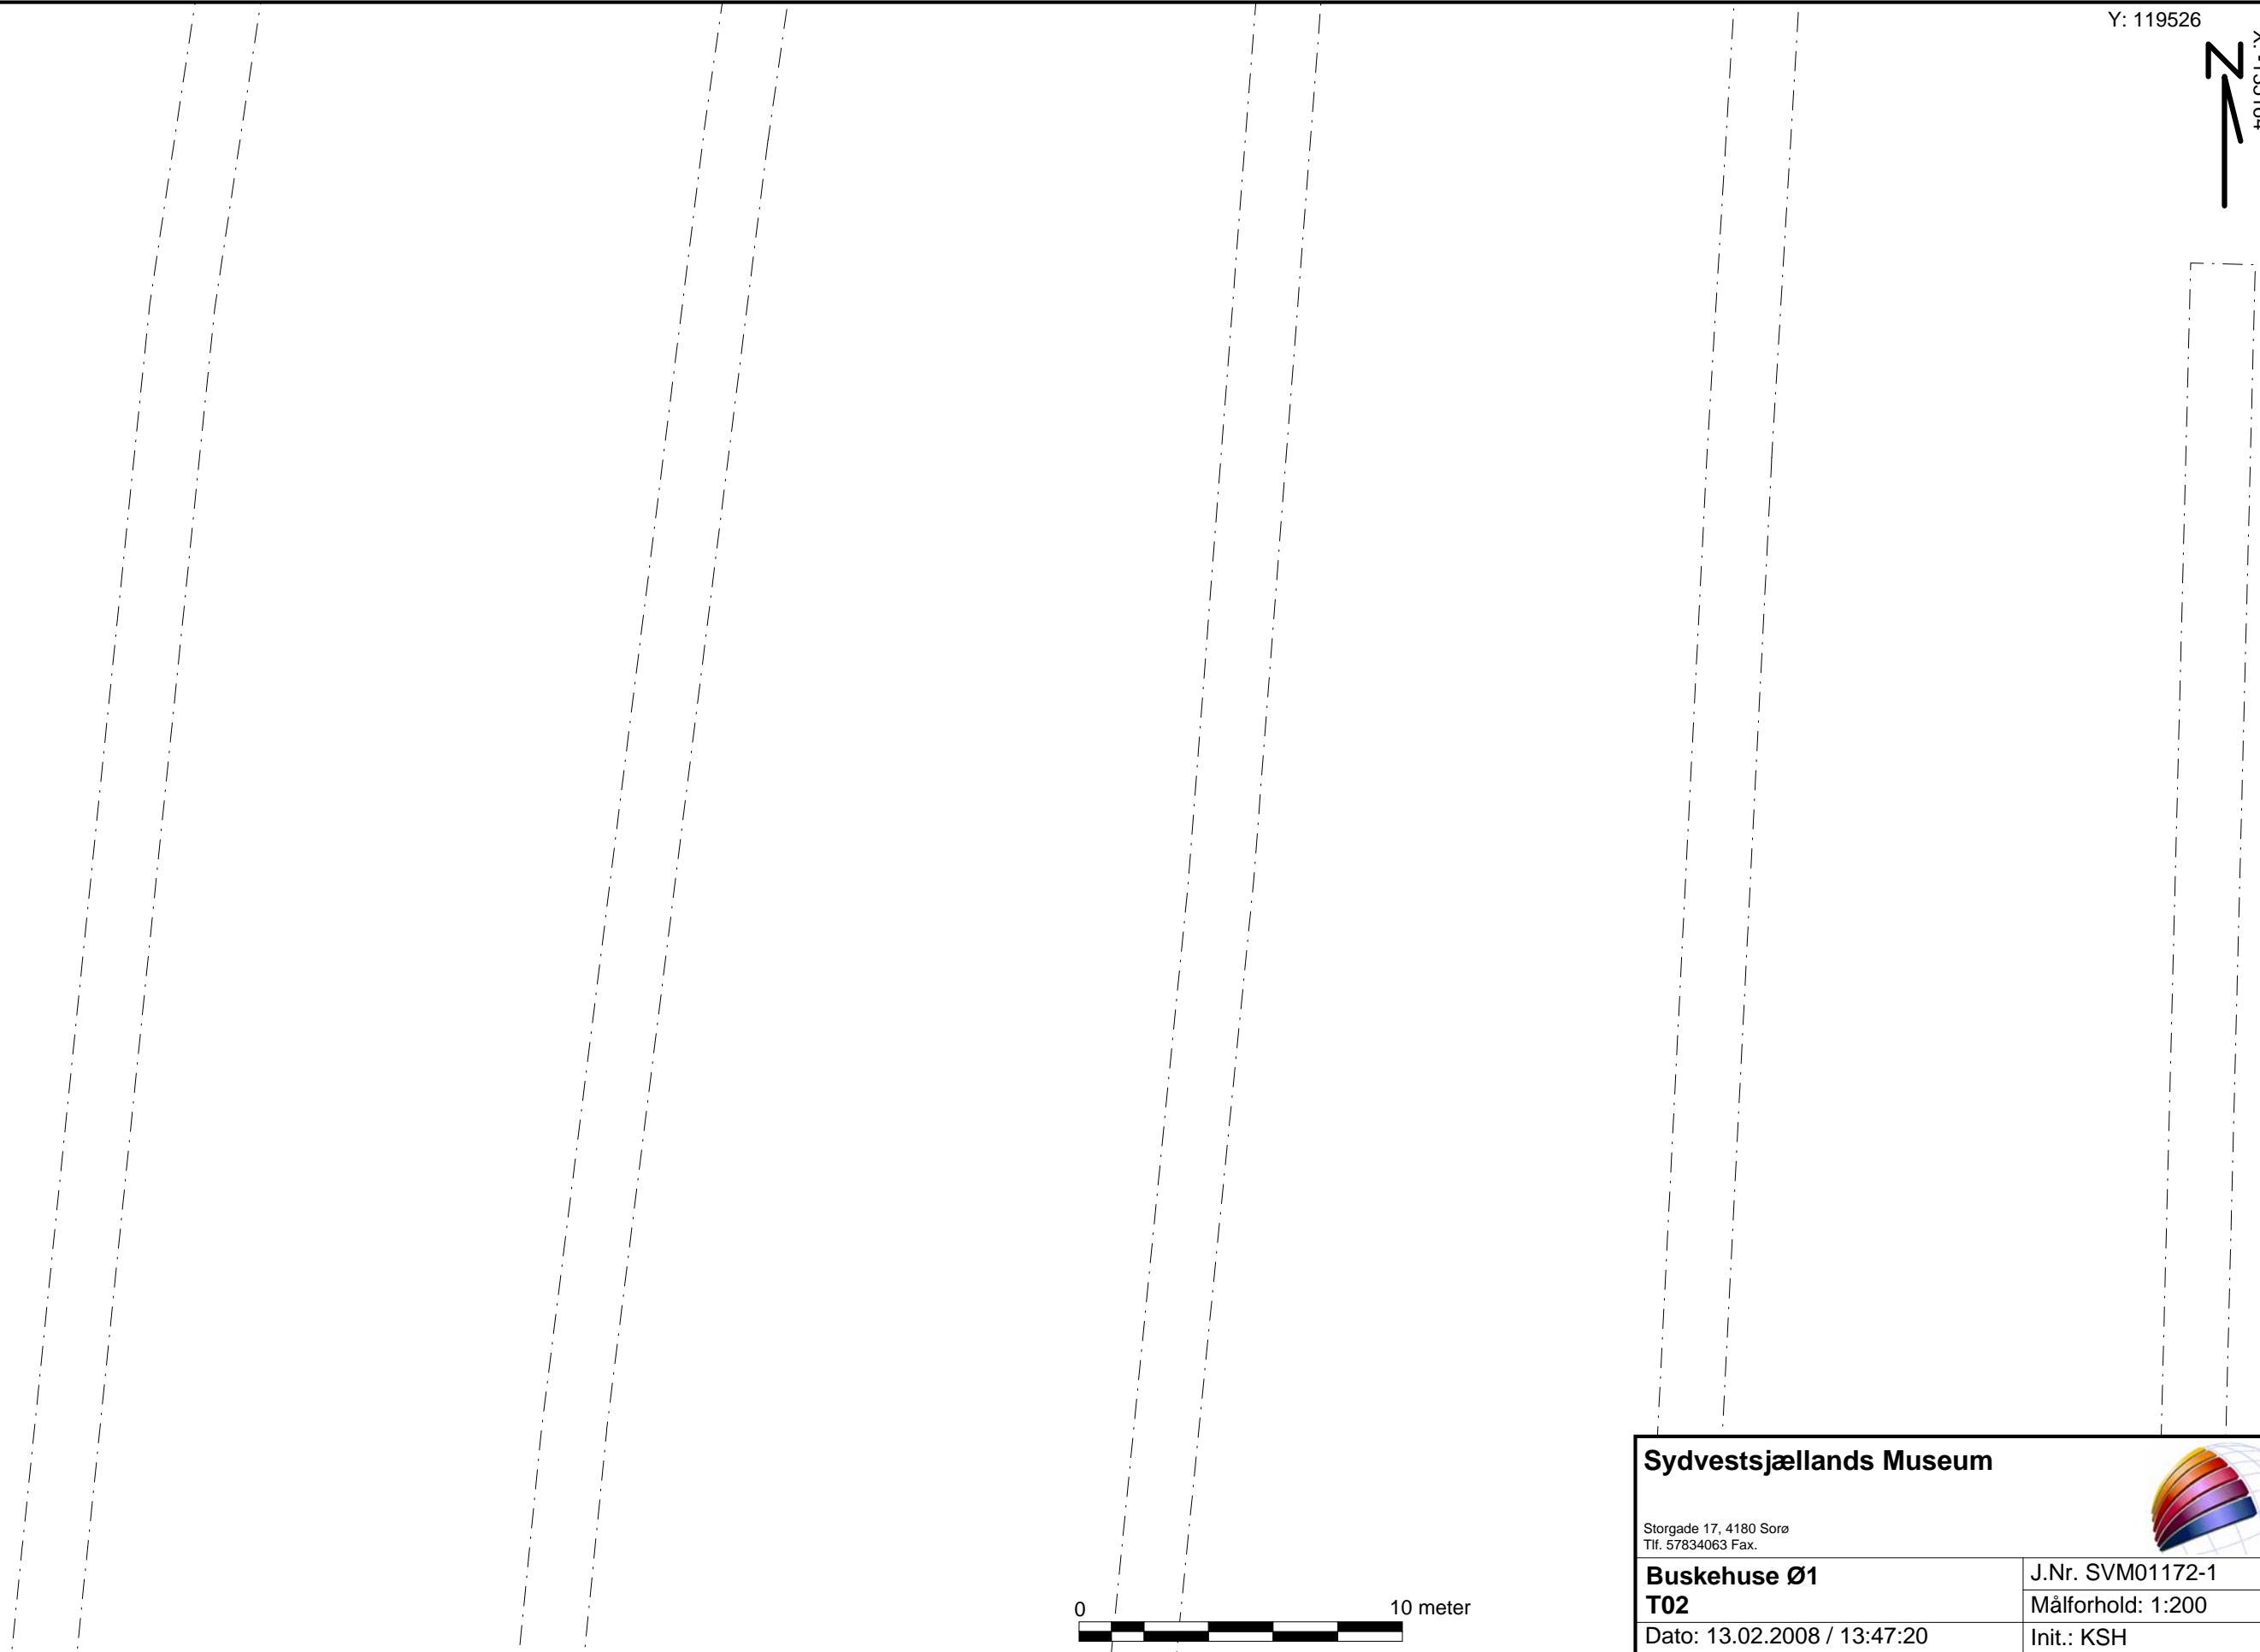 Y: 119526
0
10 meter
Sydvestsjællands Museum
Storgade 17, 4180 Sorø
Tlf. 57834063 Fax.
Buskehuse Ø1
T02
J.Nr. SVM01172-1
Målforhold: 1:200
Dato: 13.02.2008 / 13:47:20
Init.: KSH